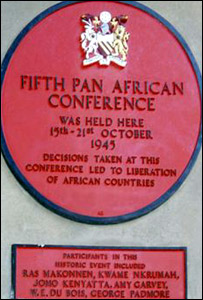 FIFTH PAN AFRICAN
CONFERENCE
WAS HELD HERE
15th - 21st OCTOBER
1945
DECISIONS TAKEN AT THIS
CONFERENCE LED TO LIBERATION
OF AFRICAN COUNTRIES
PARTICIPANTS IN THIS
HISTORIC EVENT INCLUDED
RAS MAKONNEN, KWAME NKRUMAH,
JOMO KENYATTA, AMY GARVEY,
W.E. DU BOIS, GEORGE PADMORE